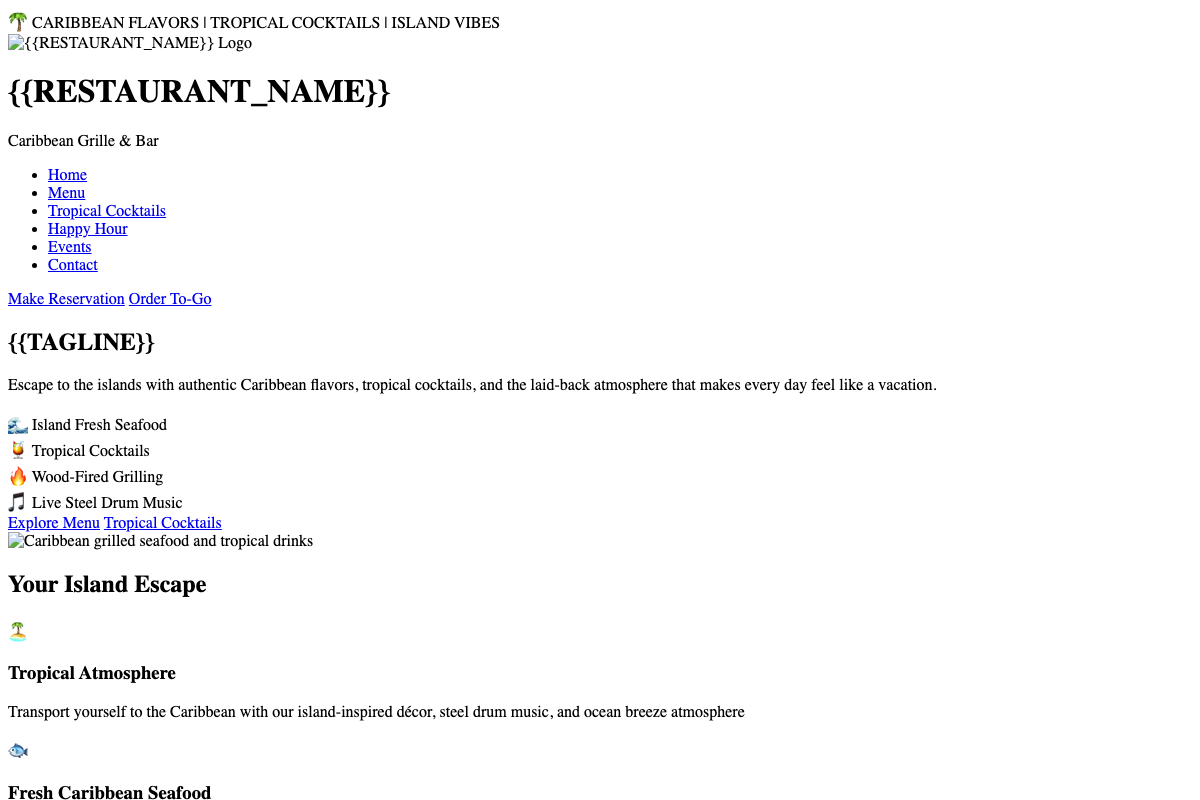 🌴 CARIBBEAN FLAVORS | TROPICAL COCKTAILS | ISLAND VIBES
{{RESTAURANT_NAME}} Logo
{{RESTAURANT_NAME}}
Caribbean Grille & Bar
Home
Menu
Tropical Cocktails
Happy Hour
Events
Contact
Make Reservation Order To-Go
{{TAGLINE}}
Escape to the islands with authentic Caribbean flavors, tropical cocktails, and the laid-back atmosphere that makes every day feel like a vacation.
🌊 Island Fresh Seafood
🍹 Tropical Cocktails
🔥 Wood-Fired Grilling
🎵 Live Steel Drum Music
Explore Menu Tropical Cocktails
Caribbean grilled seafood and tropical drinks
Your Island Escape
🏝️
Tropical Atmosphere
Transport yourself to the Caribbean with our island-inspired décor, steel drum music, and ocean breeze atmosphere
🐟
Fresh Caribbean Seafood